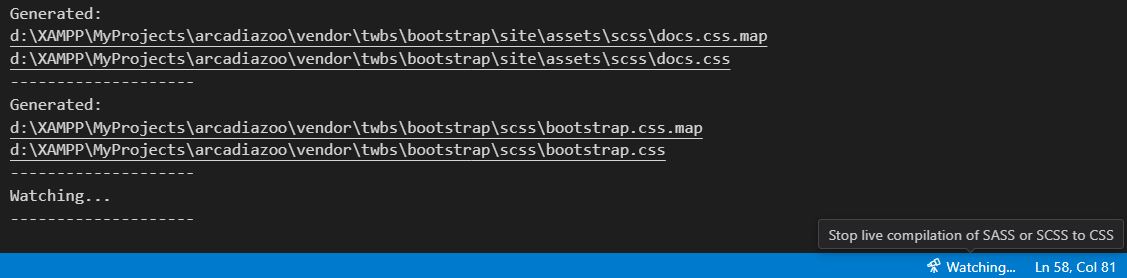 Generated:
d:\XAMPP\MyProjects\arcadiazoo\vendor\twbs\bootstrap\site\assets\scss\docs.css.map
d:\XAMPP\MyProjects\arcadiazoo\vendor\twbs\bootstrap\site\assets\scss\docs.css
--------------------
Generated:
d:\XAMPP\MyProjects\arcadiazoo\vendor\twbs\bootstrap\scss\bootstrap.css.map
d:\XAMPP\MyProjects\arcadiazoo\vendor\twbs\bootstrap\scss\bootstrap.css
--------------------
Watching...
--------------------
Stop live compilation of SASS or SCSS to CSS
Watching... Ln 58, Col 81